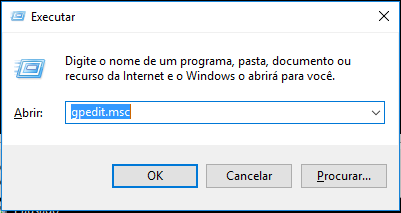 Executar
Digite o nome de um programa, pasta, documento ou
recurso da Internet e o Windows o abrirá para você.
Abrir: gpedit.msc
OK Cancelar Procurar...